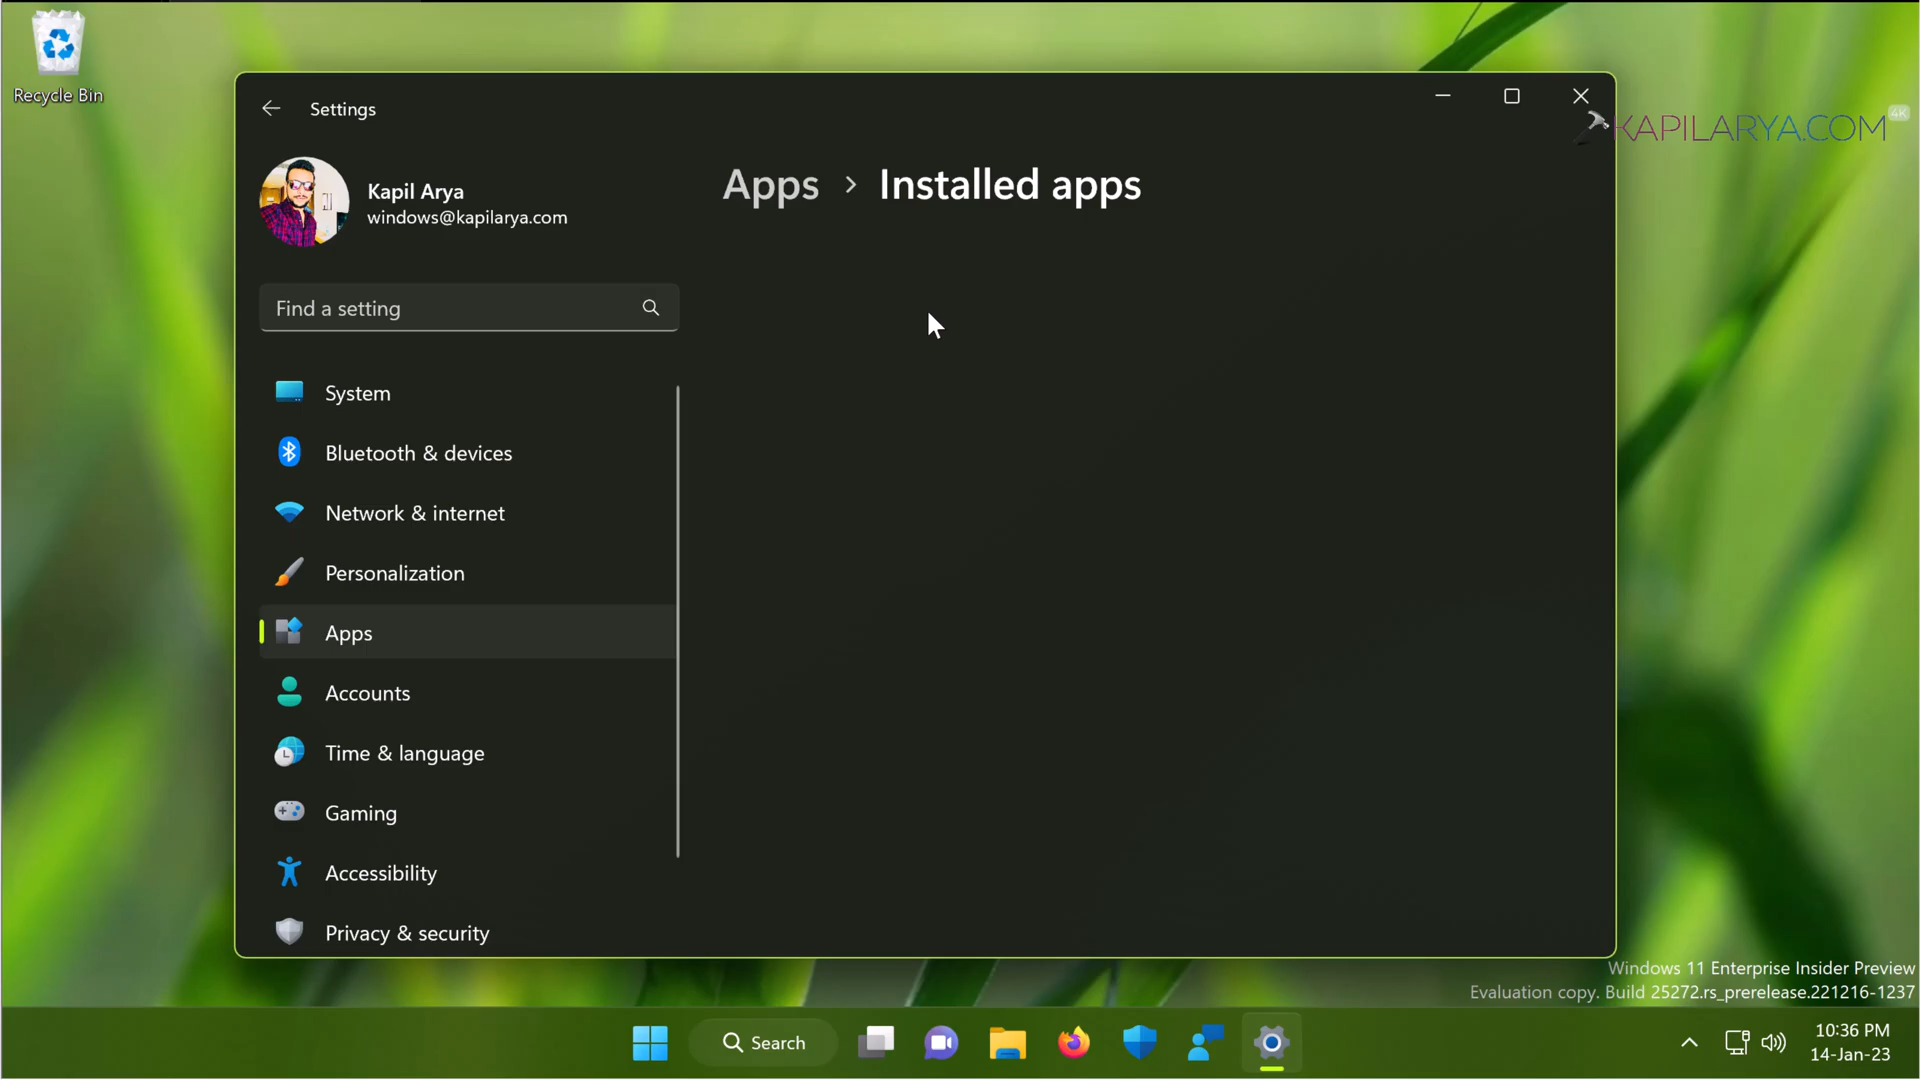 Recycle Bin
Settings
4K
KAPILARYA.COM
Kapil Arya
windows@kapilarya.com
Apps > Installed apps
Find a setting
System
Bluetooth & devices
Network & internet
Personalization
Apps
Accounts
Time & language
Gaming
Accessibility
Privacy & security
Windows 11 Enterprise Insider Preview
Evaluation copy. Build 25272.rs_prerelease.221216-1237
Search
10:36 PM
14-Jan-23